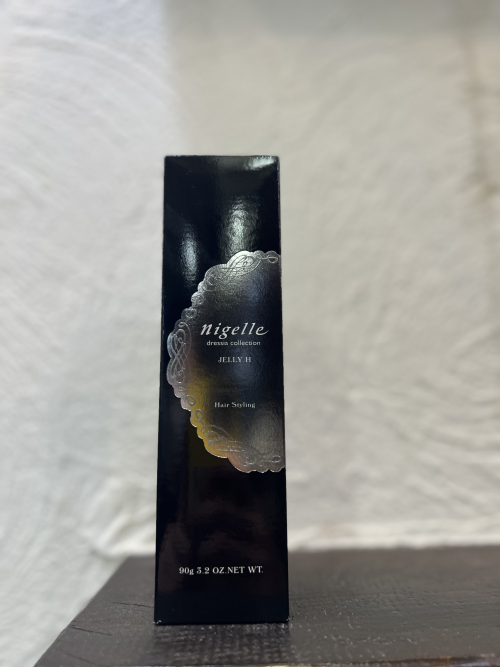 nigelle
dressia collection
JELLY H
Hair Styling
90g 3.2 OZ.NET WT.